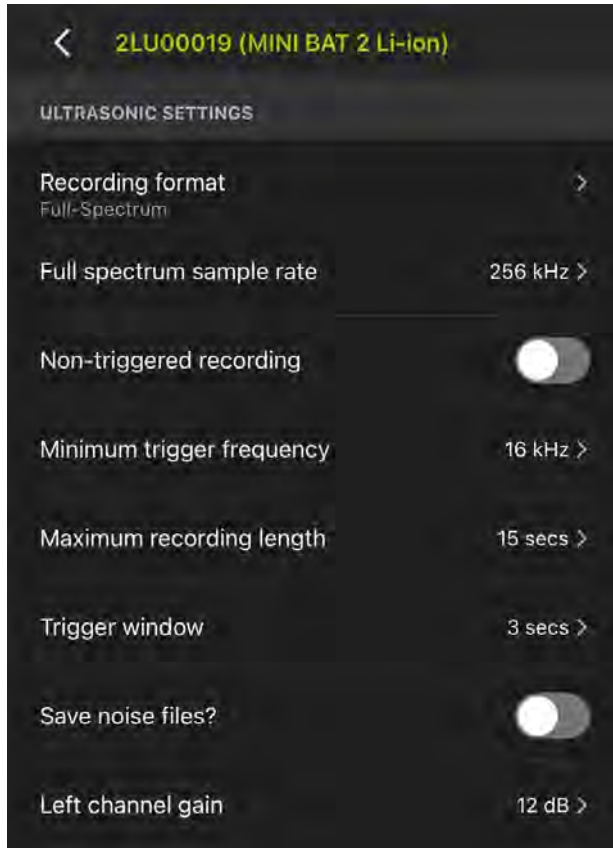 2LU00019 (MINI BAT 2 Li-ion)
ULTRASONIC SETTINGS
Recording format
Full-Spectrum
Full spectrum sample rate 256 kHz
Non-triggered recording
Minimum trigger frequency 16 kHz
Maximum recording length 15 secs
Trigger window 3 secs
Save noise files?
Left channel gain 12 dB